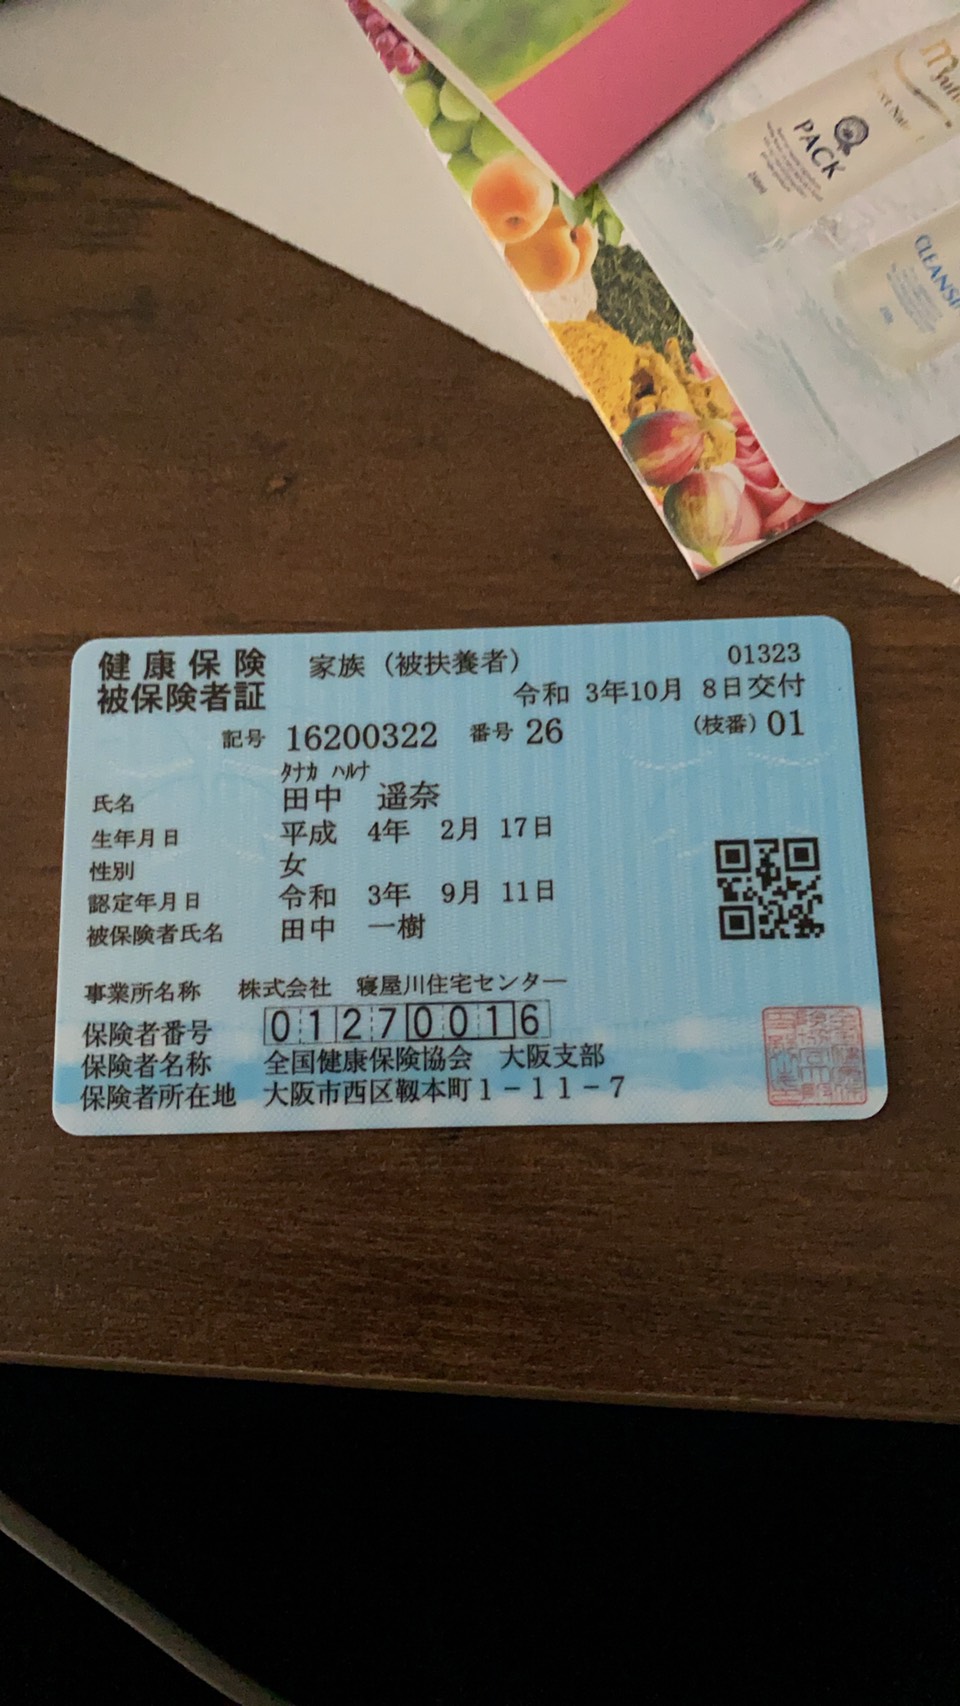 PACK
CLEANSI
健康保険 家族（被扶養者） 01323
被保険者証 令和 3年10月 8日交付
記号 16200322 番号 26 （枝番）01
ﾀﾅｶ ﾊﾙﾅ
氏名 田中 遥奈
生年月日 平成 4年 2月 17日
性別 女
認定年月日 令和 3年 9月 11日
被保険者氏名 田中 一樹
事業所名称 株式会社 寝屋川住宅センター
保険者番号 01270016
保険者名称 全国健康保険協会 大阪支部
保険者所在地 大阪市西区靱本町1－11－7